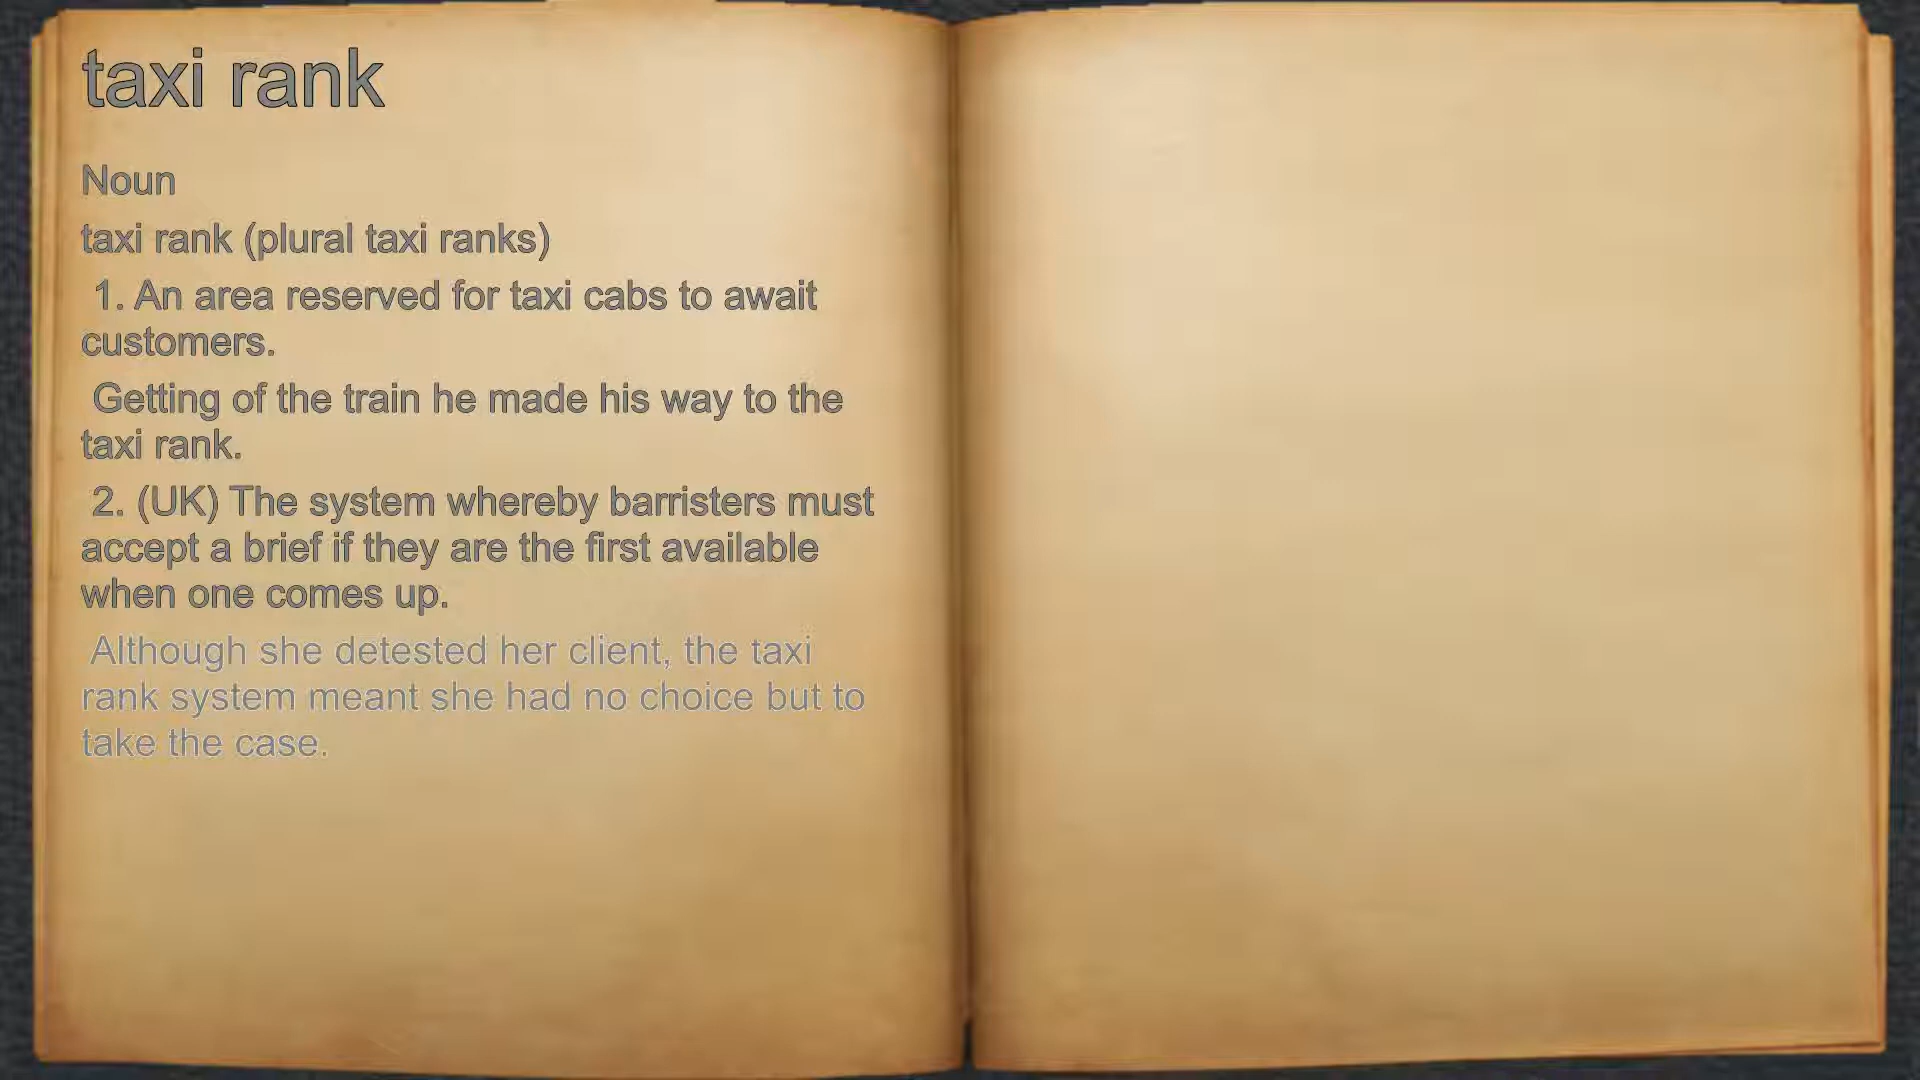 taxi rank
Noun
taxi rank (plural taxi ranks)
1. An area reserved for taxi cabs to await
customers.
Getting of the train he made his way to the
taxi rank.
2. (UK) The system whereby barristers must
accept a brief if they are the first available
when one comes up.
Although she detested her client, the taxi
rank system meant she had no choice but to
take the case.